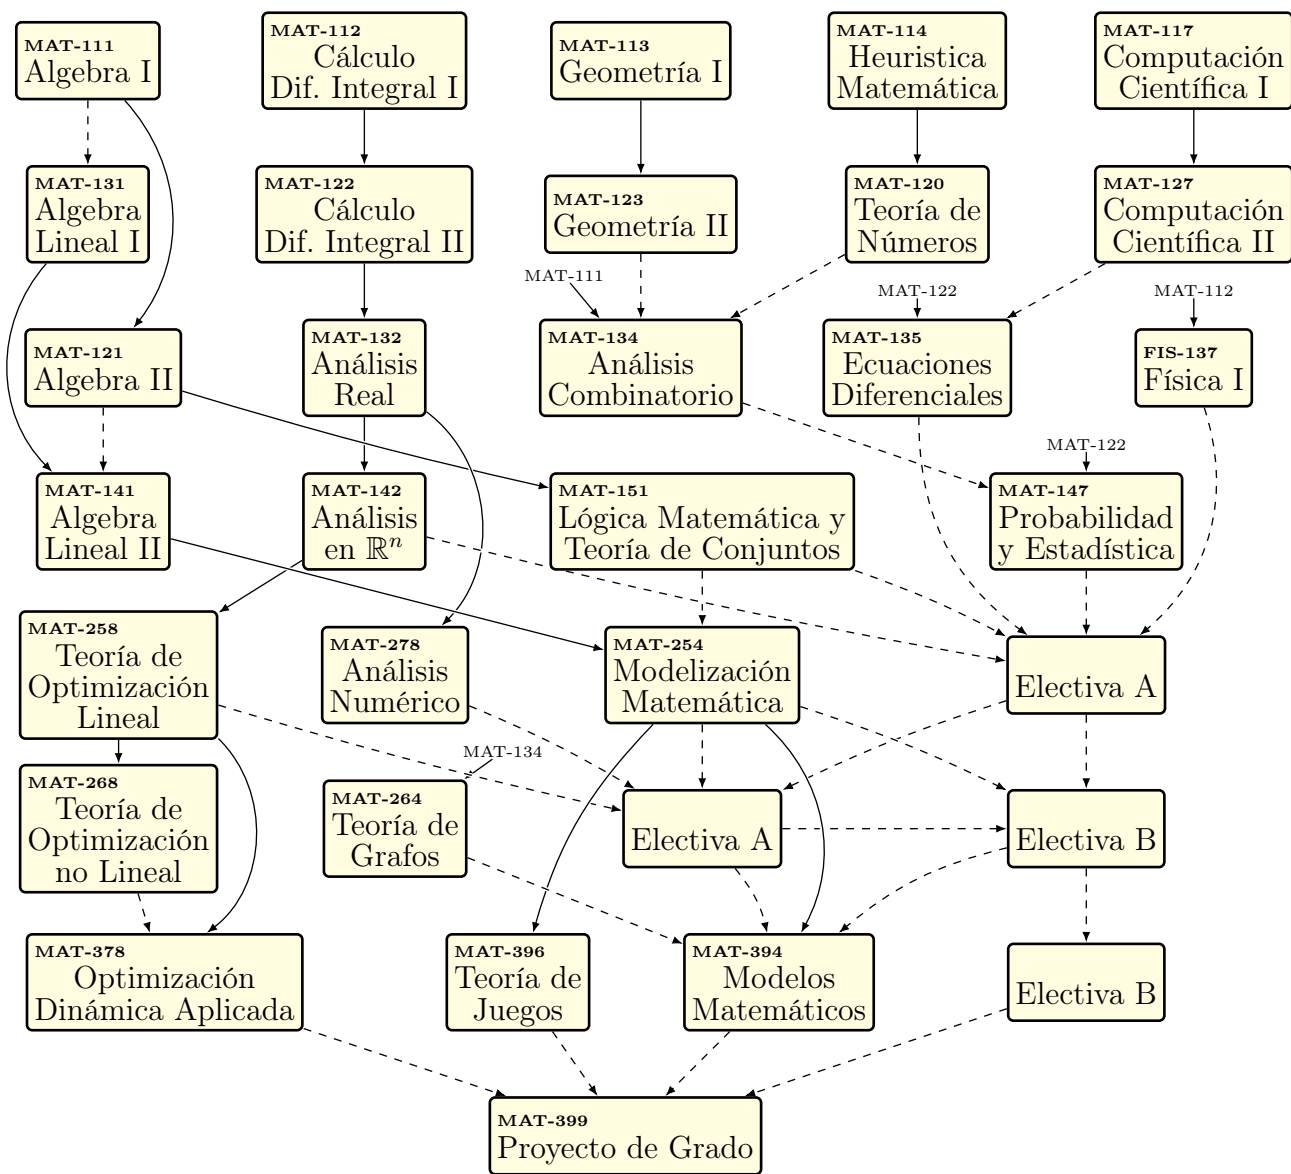 MAT-111
Algebra I
MAT-112
Cálculo
Dif. Integral I
MAT-113
Geometría I
MAT-114
Heuristica
Matemática
MAT-117
Computación
Científica I
MAT-131
Algebra
Lineal I
MAT-122
Cálculo
Dif. Integral II
MAT-123
Geometría II
MAT-120
Teoría de
Números
MAT-127
Computación
Científica II
MAT-111
MAT-122
MAT-112
MAT-121
Algebra II
MAT-132
Análisis
Real
MAT-134
Análisis
Combinatorio
MAT-135
Ecuaciones
Diferenciales
FIS-137
Física I
MAT-122
MAT-141
Algebra
Lineal II
MAT-142
Análisis
en ℝⁿ
MAT-151
Lógica Matemática y
Teoría de Conjuntos
MAT-147
Probabilidad
y Estadística
MAT-258
Teoría de
Optimización
Lineal
MAT-278
Análisis
Numérico
MAT-254
Modelización
Matemática
Electiva A
MAT-134
MAT-268
Teoría de
Optimización
no Lineal
MAT-264
Teoría de
Grafos
Electiva A
Electiva B
MAT-378
Optimización
Dinámica Aplicada
MAT-396
Teoría de
Juegos
MAT-394
Modelos
Matemáticos
Electiva B
MAT-399
Proyecto de Grado